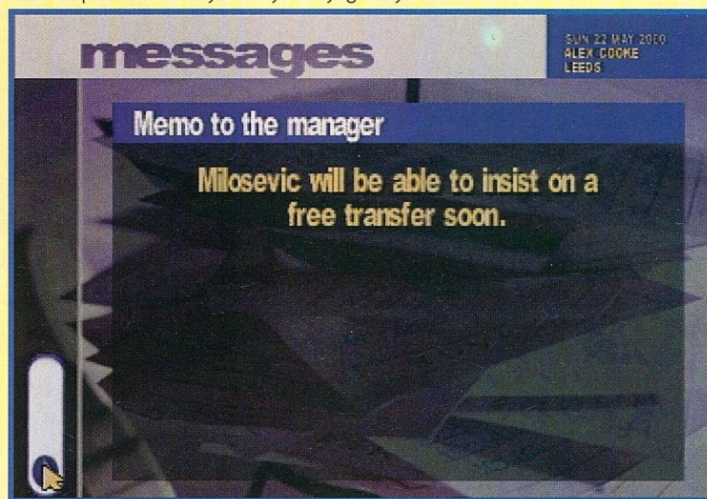 messages
SUN 22 MAY 2000
ALEX COOKE
LEEDS
Memo to the manager
Milosevic will be able to insist on a
free transfer soon.